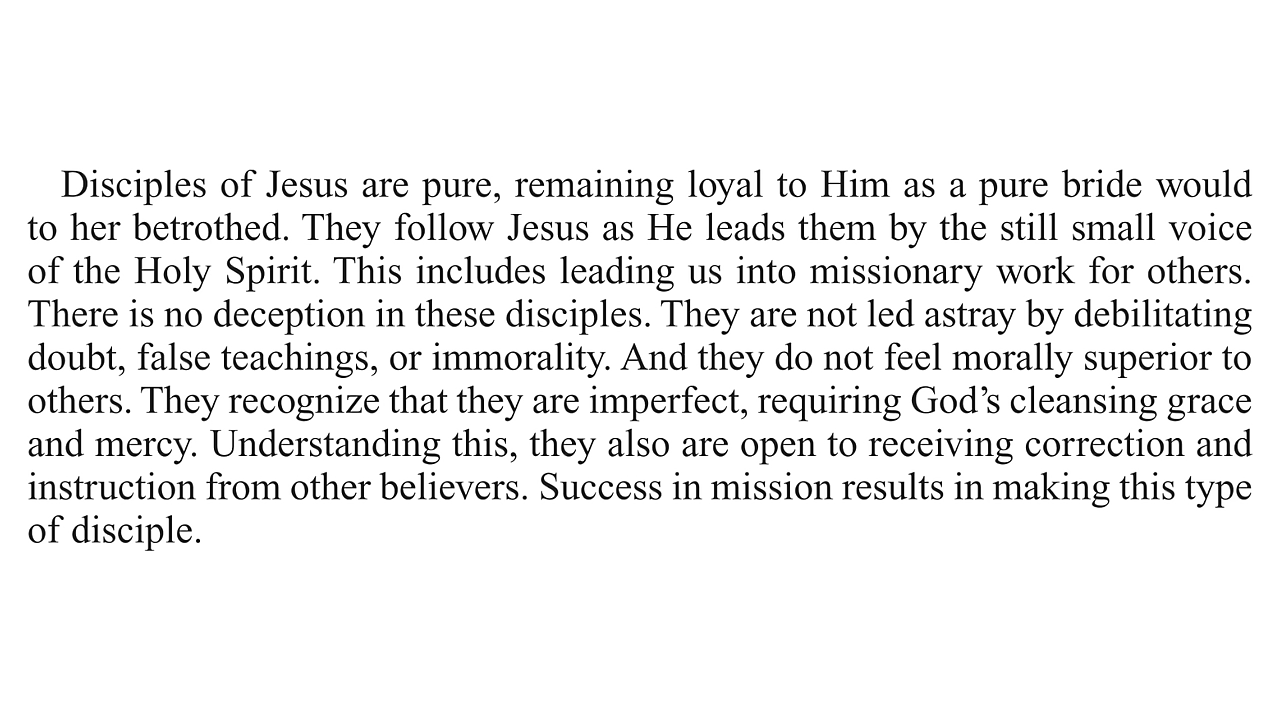 Disciples of Jesus are pure, remaining loyal to Him as a pure bride would
to her betrothed. They follow Jesus as He leads them by the still small voice
of the Holy Spirit. This includes leading us into missionary work for others.
There is no deception in these disciples. They are not led astray by debilitating
doubt, false teachings, or immorality. And they do not feel morally superior to
others. They recognize that they are imperfect, requiring God’s cleansing grace
and mercy. Understanding this, they also are open to receiving correction and
instruction from other believers. Success in mission results in making this type
of disciple.